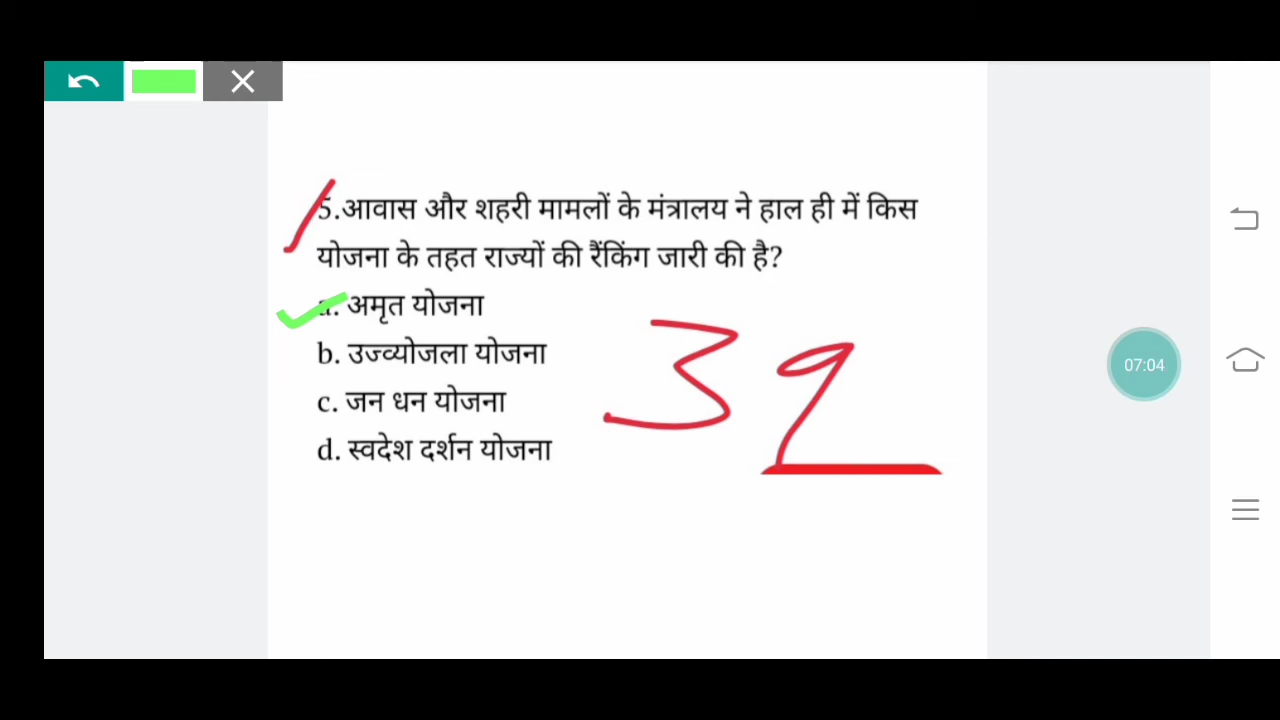 5.आवास और शहरी मामलों के मंत्रालय ने हाल ही में किस
योजना के तहत राज्यों की रैंकिंग जारी की है?
a. अमृत योजना
b. उज्व्योजला योजना
c. जन धन योजना
d. स्वदेश दर्शन योजना
39
07:04